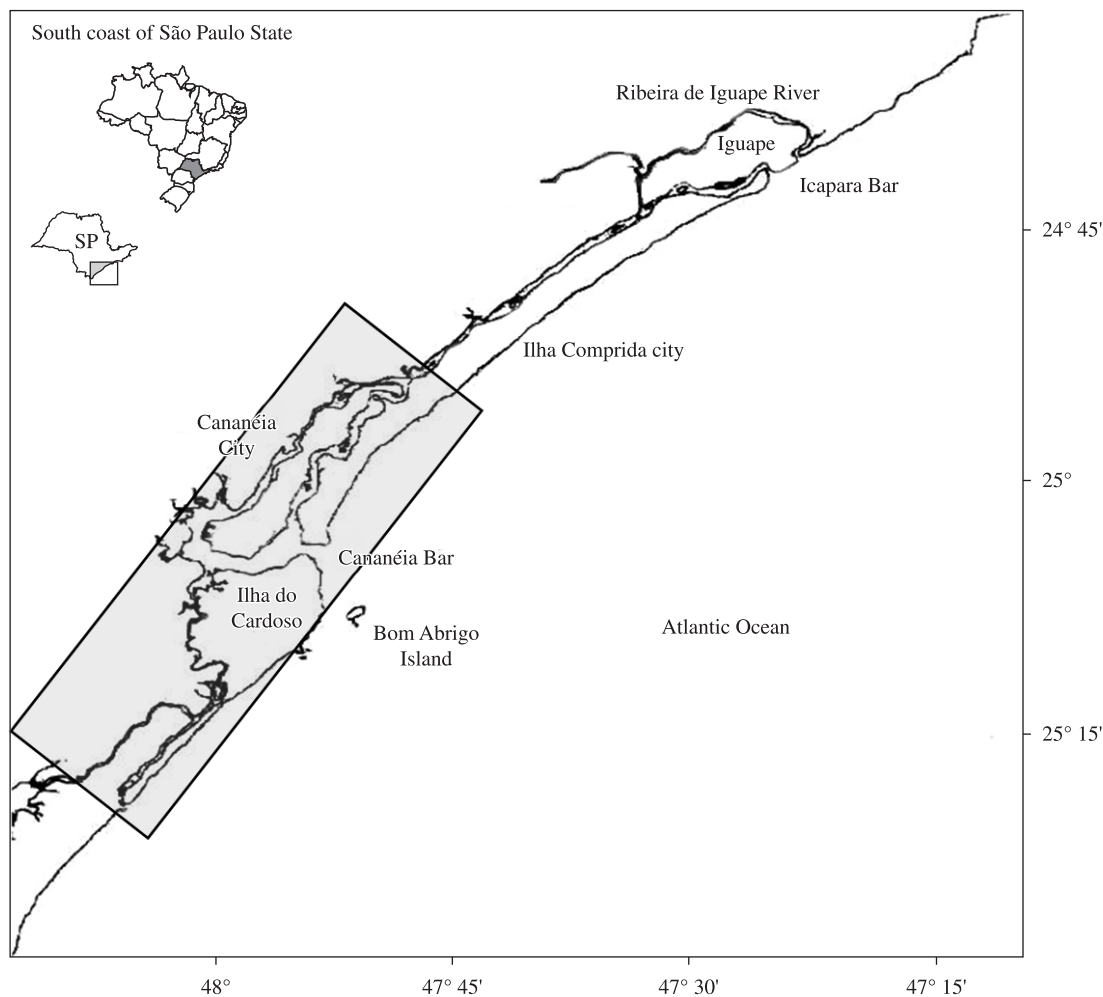 South coast of São Paulo State
Ribeira de Iguape River
Iguape
Icapara Bar
SP
24° 45'
Ilha Comprida city
Cananéia
City
25°
Cananéia Bar
Ilha do
Cardoso
Bom Abrigo
Island
Atlantic Ocean
25° 15'
48°
47° 45'
47° 30'
47° 15'